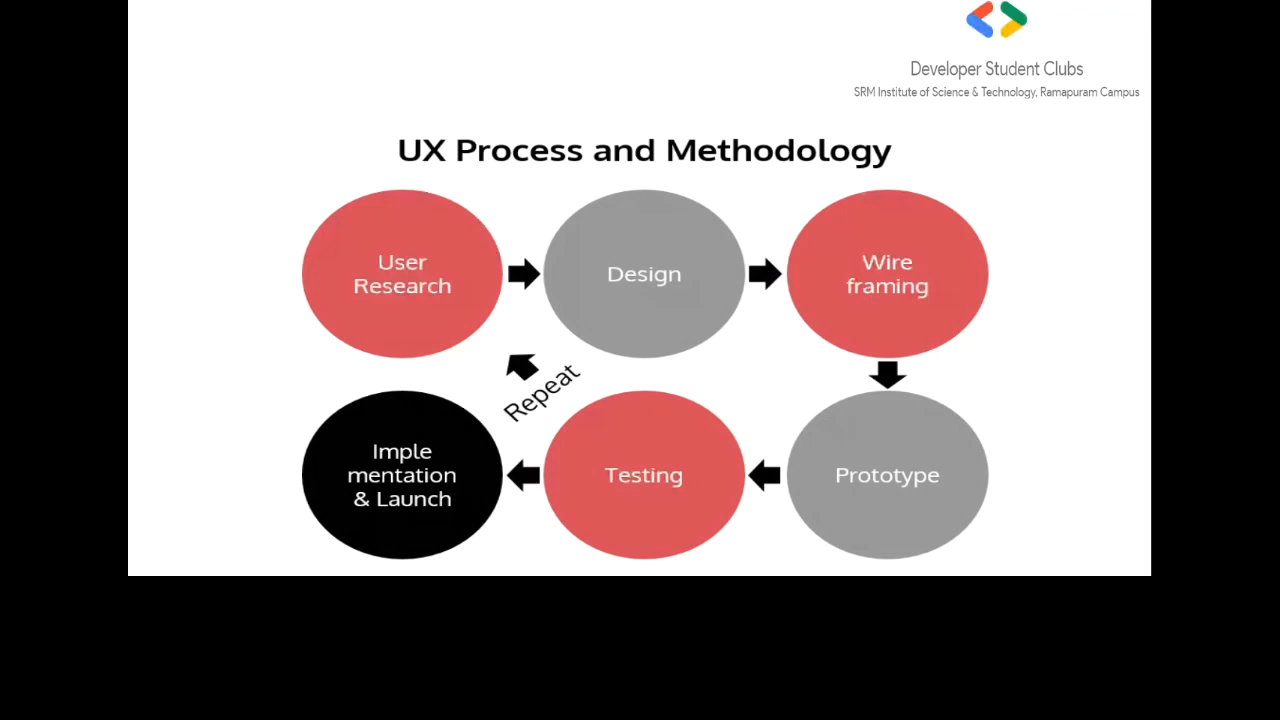 Developer Student Clubs
SRM Institute of Science & Technology, Ramapuram Campus
UX Process and Methodology
User
Research
Design
Wire
framing
Repeat
Imple
mentation
& Launch
Testing
Prototype